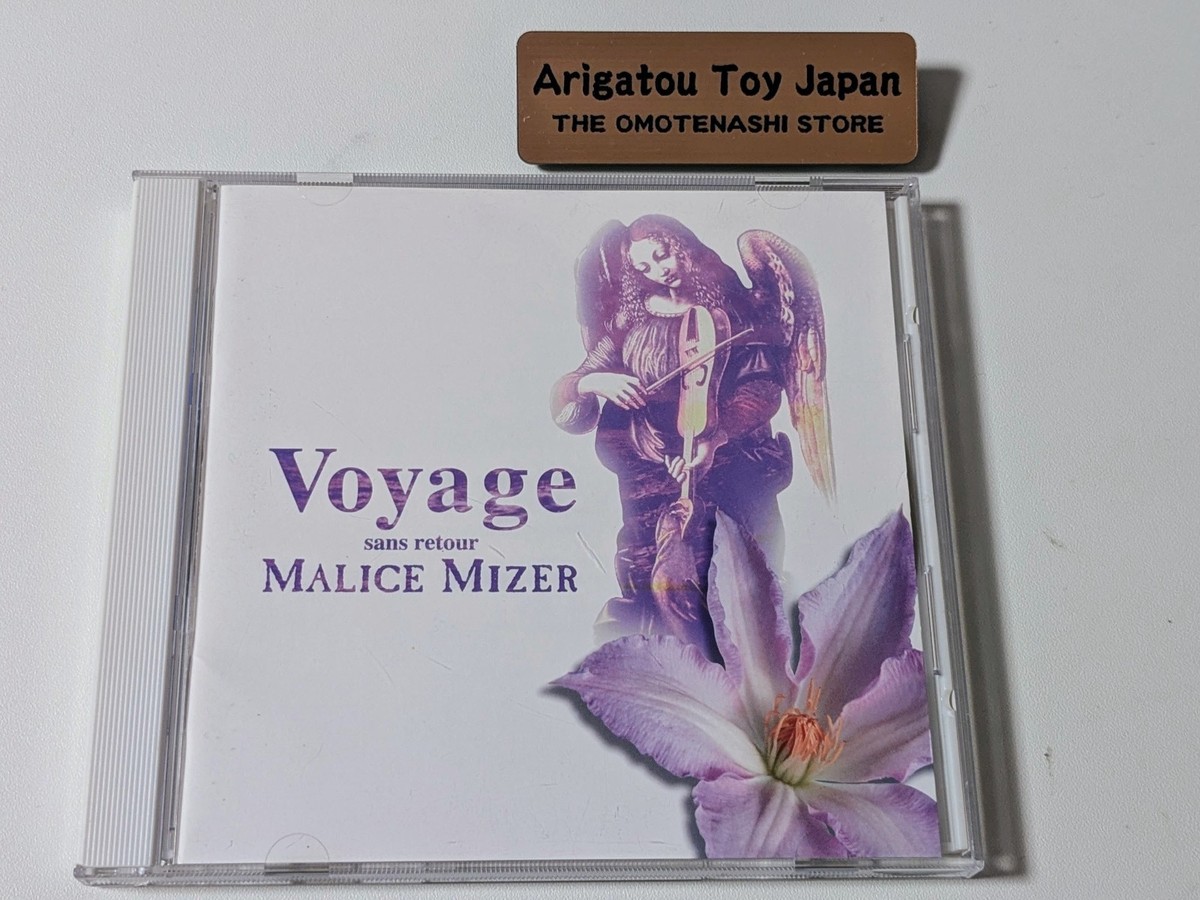 Arigatou Toy Japan
THE OMOTENASHI STORE
Voyage
sans retour
MALICE MIZER